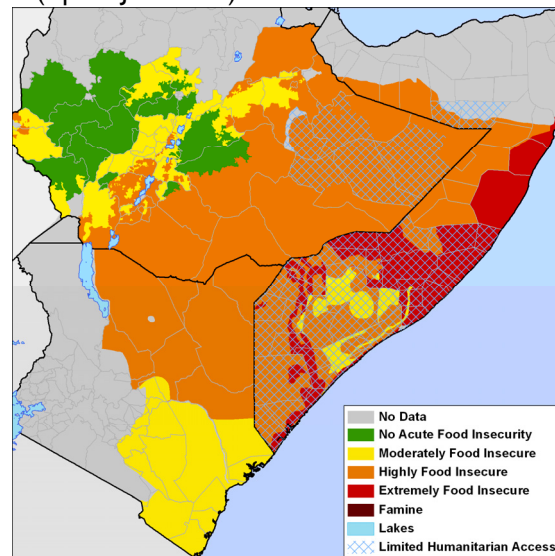 No Data
No Acute Food Insecurity
Moderately Food Insecure
Highly Food Insecure
Extremely Food Insecure
Famine
Lakes
Limited Humanitarian Access